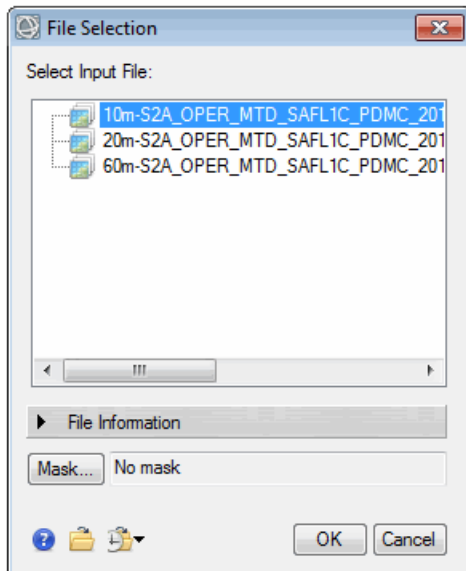 File Selection
Select Input File:
10m-S2A_OPER_MTD_SAFL1C_PDMC_201
20m-S2A_OPER_MTD_SAFL1C_PDMC_201
60m-S2A_OPER_MTD_SAFL1C_PDMC_201
File Information
Mask... No mask
OK Cancel